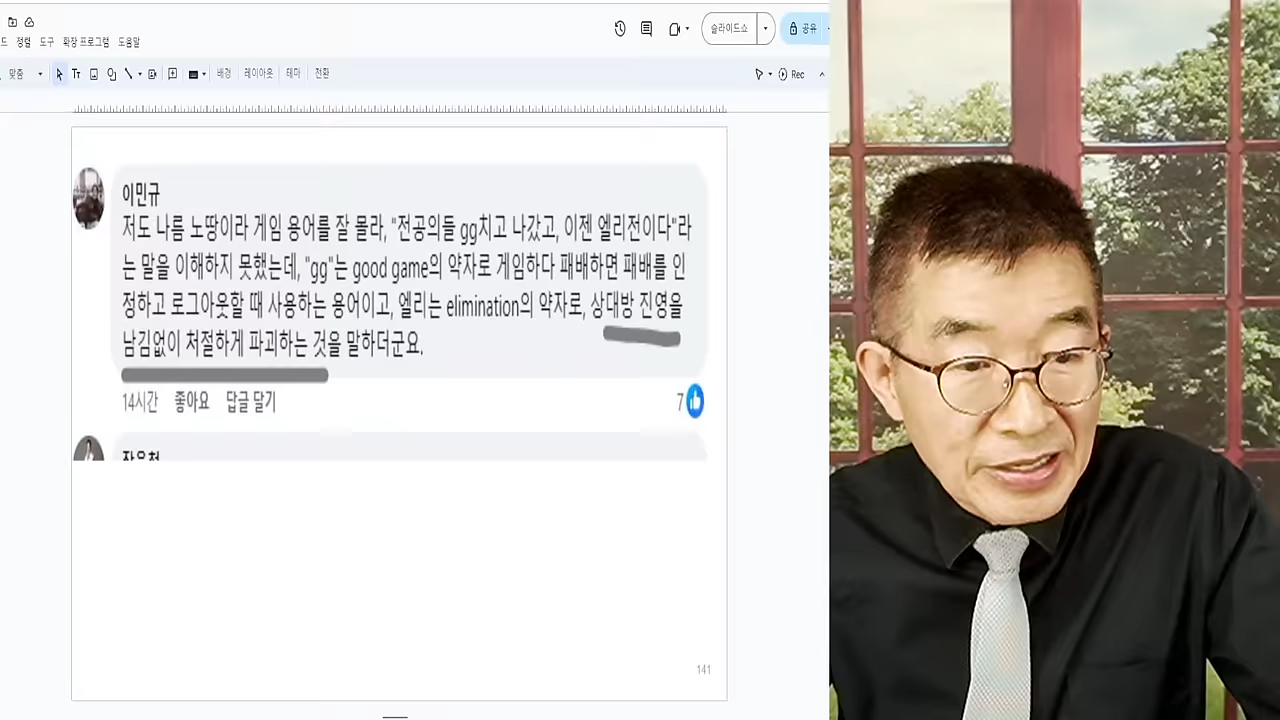 정렬 도구 확장 프로그램 도움말
슬라이드쇼
공유
맞춤
Tт
배경
레이아웃
테마
전환
Rec
이민규
저도 나름 노땅이라 게임 용어를 잘 몰라, "전공의들 gg치고 나갔고, 이젠 엘리전이다"라
는 말을 이해하지 못했는데, "gg"는 good game의 약자로 게임하다 패배하면 패배를 인
정하고 로그아웃할 때 사용하는 용어이고, 엘리는 elimination의 약자로, 상대방 진영을
남김없이 처절하게 파괴하는 것을 말하더군요.
14시간 좋아요 답글 달기
7
141